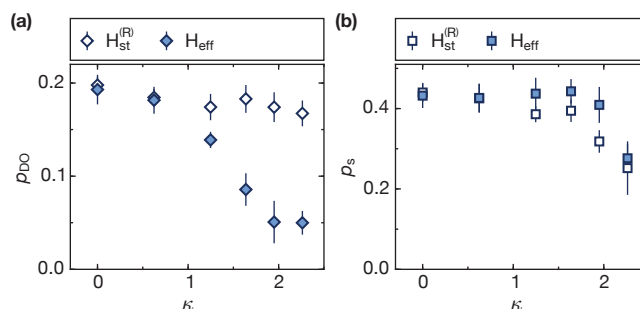 (a)
H_st^(R) H_eff
p_DO
0.2
0.1
0.0
0 1 2
κ
(b)
H_st^(R) H_eff
p_s
0.4
0.2
0.0
0 1 2
κ